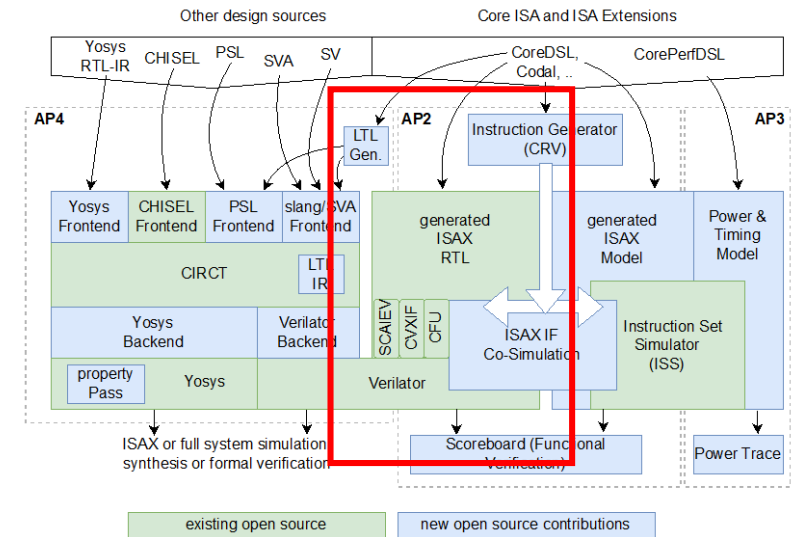 Other design sources
Core ISA and ISA Extensions
Yosys
RTL-IR
CHISEL
PSL
SVA
SV
CoreDSL,
Codal, ..
CorePerfDSL
AP4
AP2
AP3
LTL
Gen.
Instruction Generator
(CRV)
Yosys
Frontend
CHISEL
Frontend
PSL
Frontend
slang/SVA
Frontend
generated
ISAX
RTL
generated
ISAX
Model
Power &
Timing
Model
CIRCT
LTL
IR
Yosys
Backend
Verilator
Backend
SCAIEV
CVXIF
CFU
ISAX IF
Co-Simulation
Instruction Set
Simulator
(ISS)
property
Pass
Yosys
Verilator
ISAX or full system simulation,
synthesis or formal verification
Scoreboard (Functional
Verification)
Power Trace
existing open source
new open source contributions